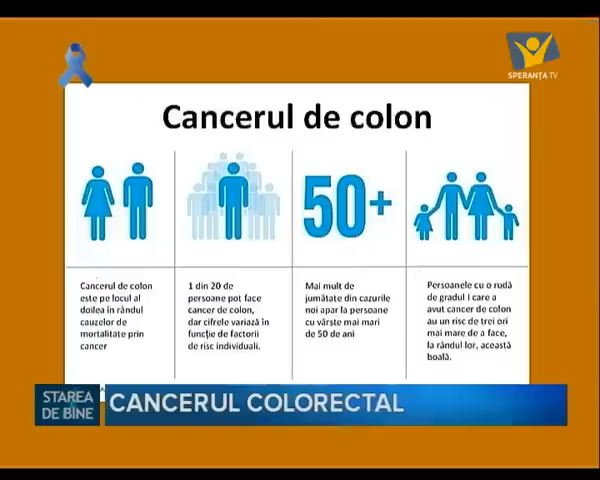 SPERANȚA TV
Cancerul de colon
50+
Cancerul de colon
este pe locul al
doilea în rândul
cauzelor de
mortalitate prin
cancer
1 din 20 de
persoane pot face
cancer de colon,
dar cifrele variază în
funcție de factorii
de risc individuali.
Mai mult de
jumătate din cazurile
noi apar la persoane
cu vârste mai mari
de 50 de ani
Persoanele cu o rudă
de gradul I care a
avut cancer de colon
au un risc de trei ori
mai mare de a face,
la rândul lor, această
boală.
STAREA
DE BINE
CANCERUL COLORECTAL